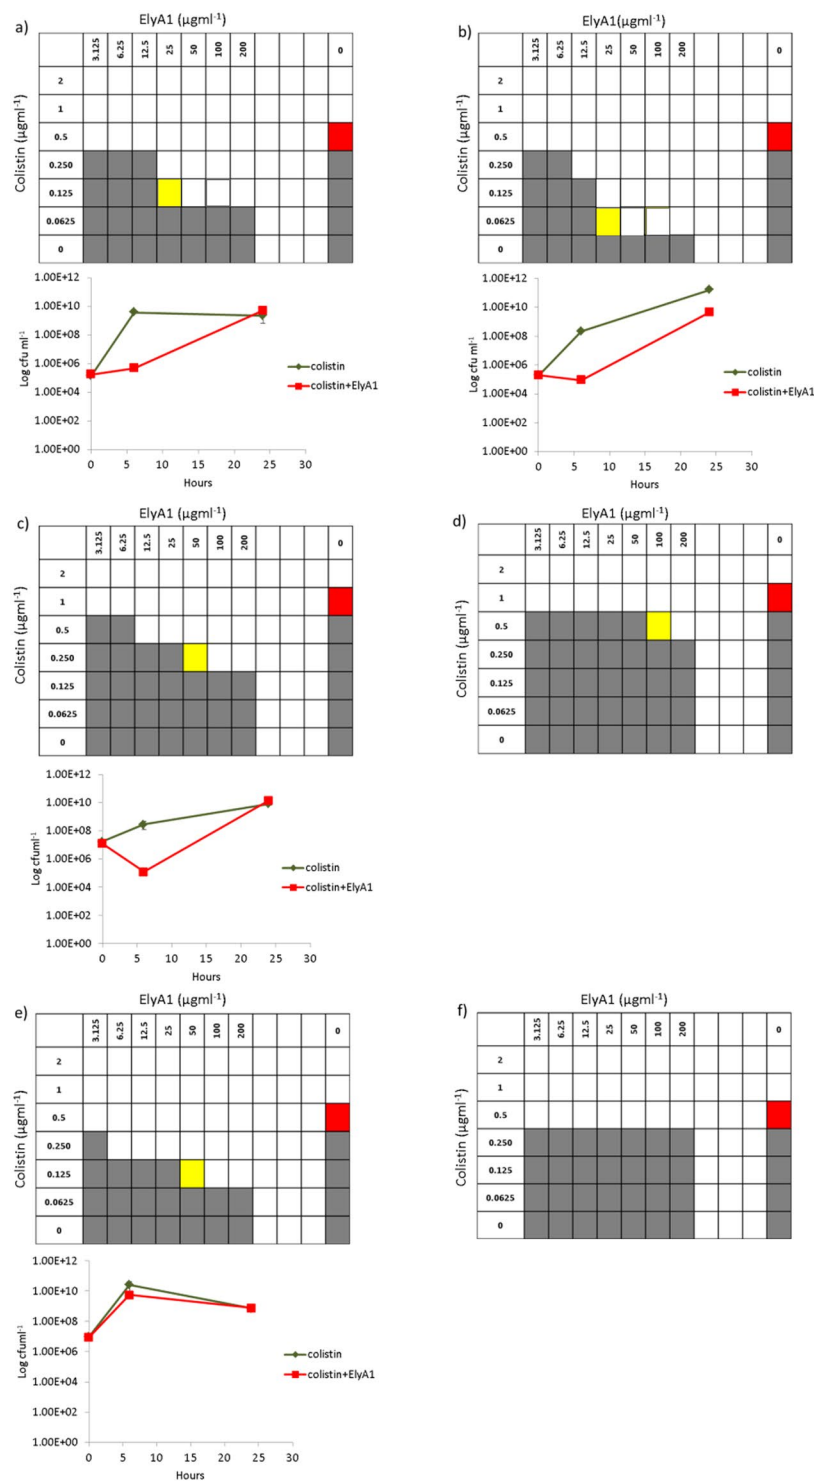 a)
ElyA1 (µgml⁻¹)
3.125 6.25 12.5 25 50 100 200 0
Colistin (µgml⁻¹)
2
1
0.5
0.250
0.125
0.0625
0
b)
ElyA1(µgml⁻¹)
3.125 6.25 12.5 25 50 100 200 0
Colistin (µgml⁻¹)
2
1
0.5
0.250
0.125
0.0625
0
1.00E+12
1.00E+10
1.00E+08
1.00E+06
1.00E+04
1.00E+02
1.00E+00
Log cfu ml⁻¹
0 5 10 15 20 25 30
Hours
colistin
colistin+ElyA1
1.00E+12
1.00E+10
1.00E+08
1.00E+06
1.00E+04
1.00E+02
1.00E+00
Log cfu ml⁻¹
0 5 10 15 20 25 30
Hours
colistin
colistin+ElyA1
c)
ElyA1 (µgml⁻¹)
3.125 6.25 12.5 25 50 100 200 0
Colistin (µgml⁻¹)
2
1
0.5
0.250
0.125
0.0625
0
d)
ElyA1 (µgml⁻¹)
3.125 6.25 12.5 25 50 100 200 0
Colistin (µgml⁻¹)
2
1
0.5
0.250
0.125
0.0625
0
1.00E+12
1.00E+10
1.00E+08
1.00E+06
1.00E+04
1.00E+02
1.00E+00
Log cfuml⁻¹
0 5 10 15 20 25 30
Hours
colistin
colistin+ElyA1
e)
ElyA1 (µgml⁻¹)
3.125 6.25 12.5 25 50 100 200 0
Colistin (µgml⁻¹)
2
1
0.5
0.250
0.125
0.0625
0
f)
ElyA1 (µgml⁻¹)
3.125 6.25 12.5 25 50 100 200 0
Colistin (µgml⁻¹)
2
1
0.5
0.250
0.125
0.0625
0
1.00E+12
1.00E+10
1.00E+08
1.00E+06
1.00E+04
1.00E+02
1.00E+00
Log cfuml⁻¹
0 5 10 15 20 25 30
Hours
colistin
colistin+ElyA1